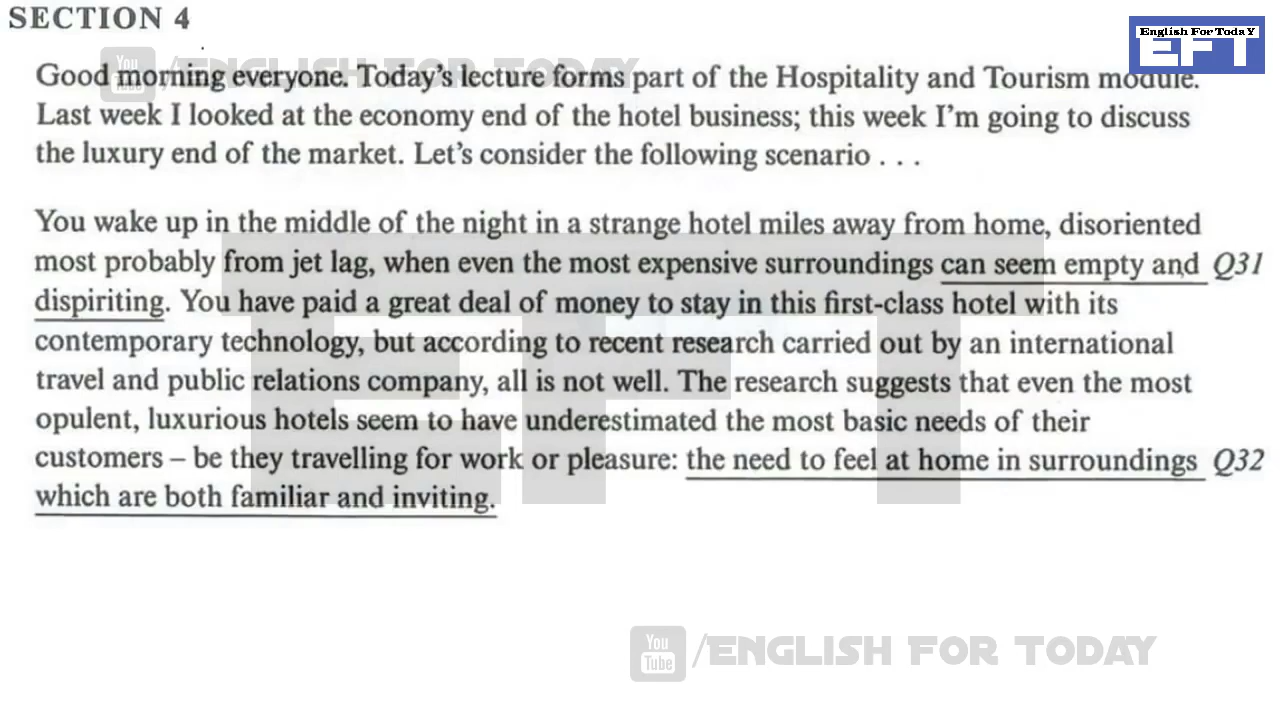 SECTION 4
English For TodaY
EFT
You Tube /ENGLISH FOR TODAY
Good morning everyone. Today's lecture forms part of the Hospitality and Tourism module.
Last week I looked at the economy end of the hotel business; this week I'm going to discuss
the luxury end of the market. Let's consider the following scenario . . .
You wake up in the middle of the night in a strange hotel miles away from home, disoriented
most probably from jet lag, when even the most expensive surroundings can seem empty and Q31
dispiriting. You have paid a great deal of money to stay in this first-class hotel with its
contemporary technology, but according to recent research carried out by an international
travel and public relations company, all is not well. The research suggests that even the most
opulent, luxurious hotels seem to have underestimated the most basic needs of their
customers – be they travelling for work or pleasure: the need to feel at home in surroundings Q32
which are both familiar and inviting.
EFT
You Tube /ENGLISH FOR TODAY